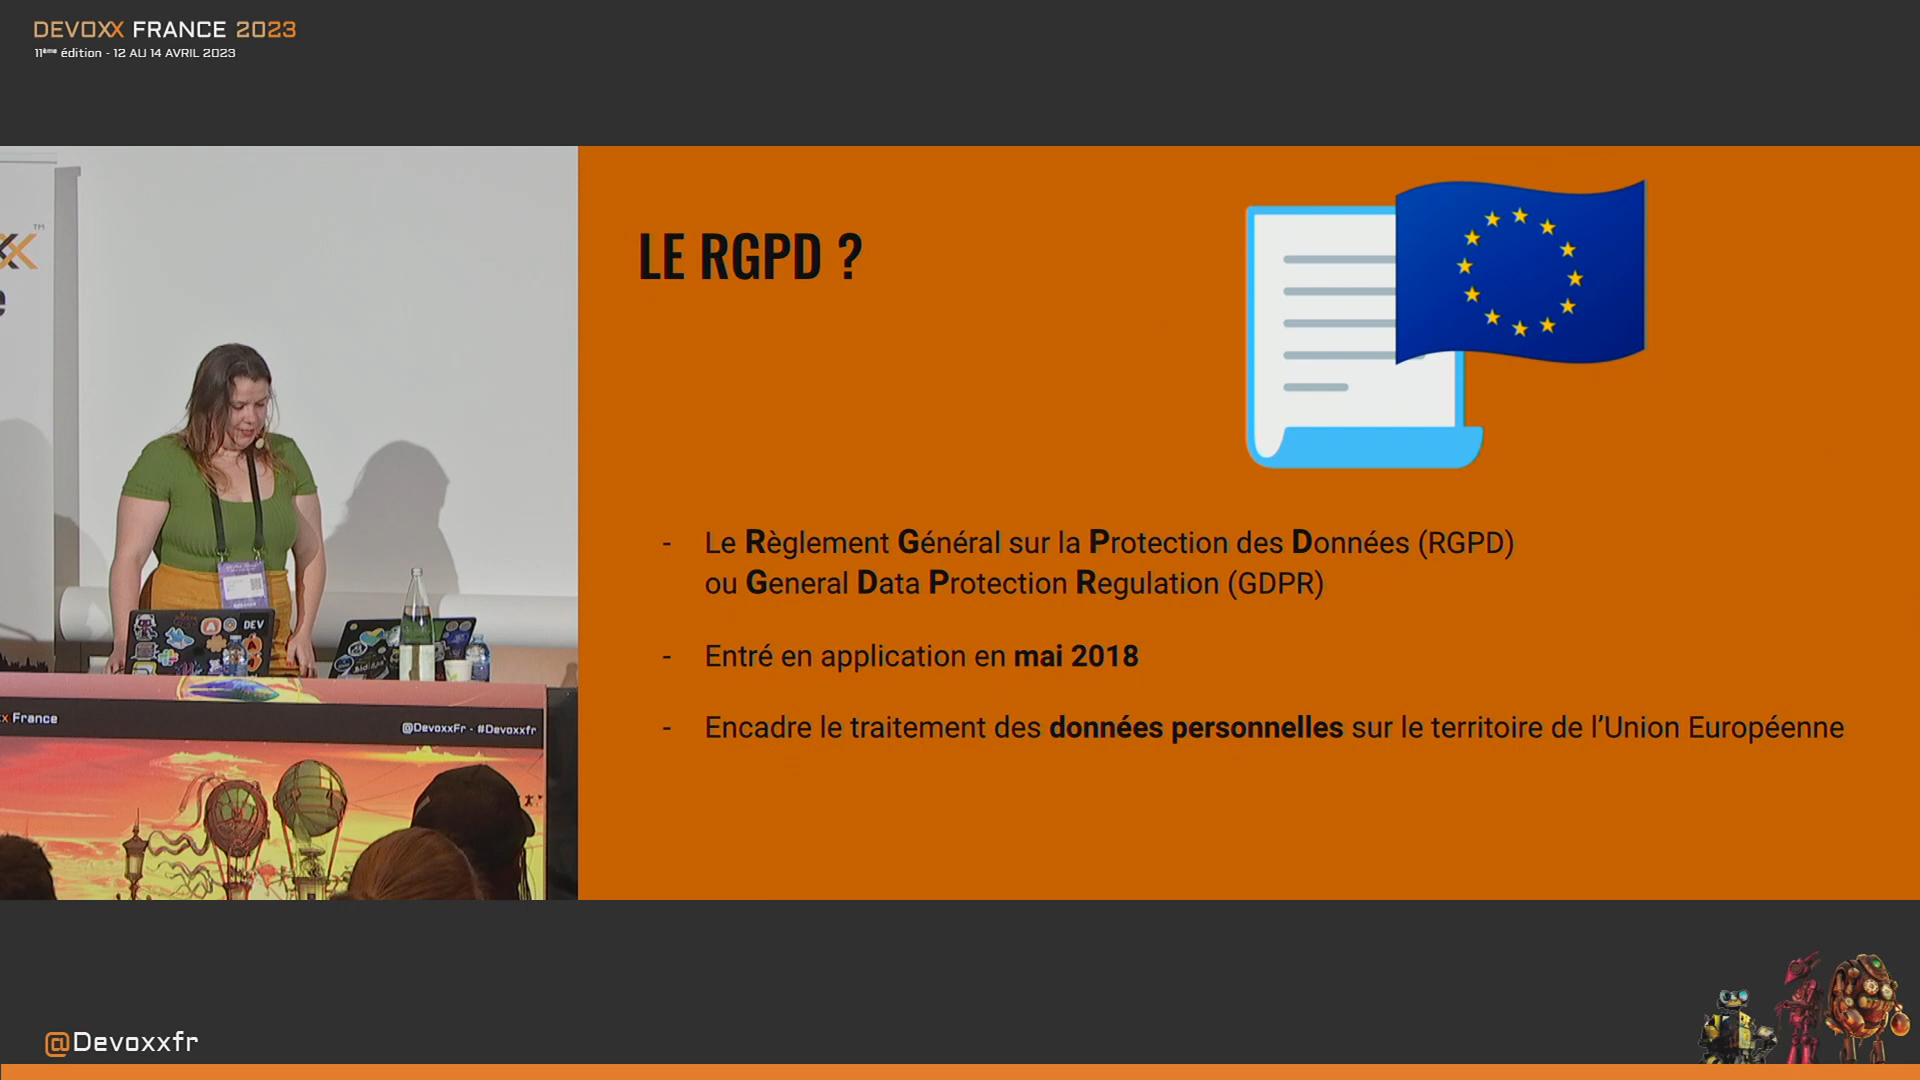 DEVOXX FRANCE 2023
11ème édition - 12 AU 14 AVRIL 2023
LE RGPD ?
- Le Règlement Général sur la Protection des Données (RGPD)
ou General Data Protection Regulation (GDPR)
- Entré en application en mai 2018
- Encadre le traitement des données personnelles sur le territoire de l’Union Européenne
DEV
x France
@DevoxxFr - #Devoxxfr
@Devoxxfr